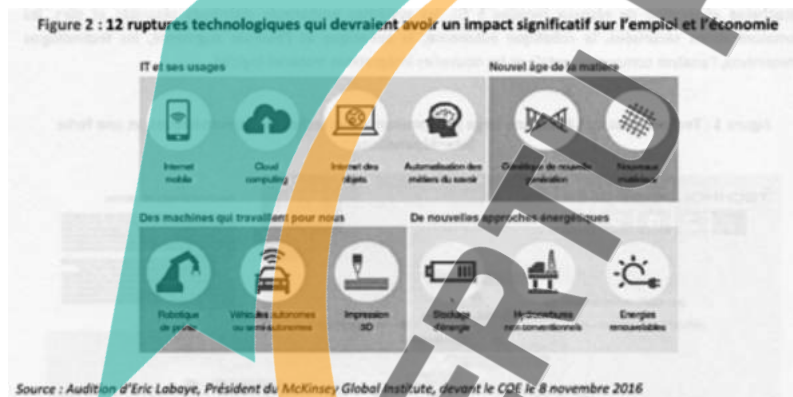 Figure 2 : 12 ruptures technologiques qui devraient avoir un impact significatif sur l'emploi et l'économie
IT et ses usages
Nouvel âge de la matière
Internet mobile
Cloud computing
Internet des objets
Automatisation des métiers du savoir
Génétique de nouvelle génération
Nouveaux matériaux
Des machines qui travaillent pour nous
De nouvelles approches énergétiques
Robotique de pointe
Véhicules autonomes ou semi-autonomes
Impression 3D
Stockage d'énergie
Hydrocarbures non conventionnels
Energies renouvelables
Source : Audition d'Eric Labaye, Président du McKinsey Global Institute, devant le COE le 8 novembre 2016